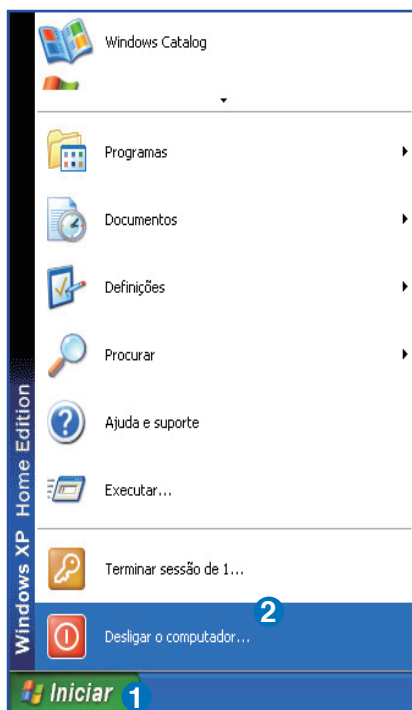 Windows Catalog
Programas
Documentos
Definições
Procurar
Ajuda e suporte
Executar...
Terminar sessão de 1...
2
Desligar o computador...
Windows XP Home Edition
Iniciar 1